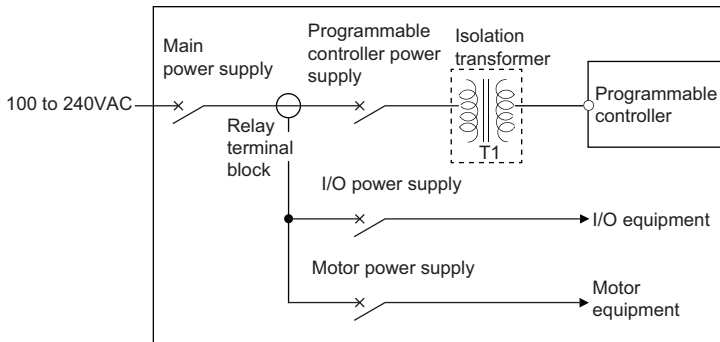 Main
power supply
Programmable
controller power
supply
Isolation
transformer
100 to 240VAC
Programmable
controller
Relay
terminal
block
T1
I/O power supply
I/O equipment
Motor power supply
Motor
equipment